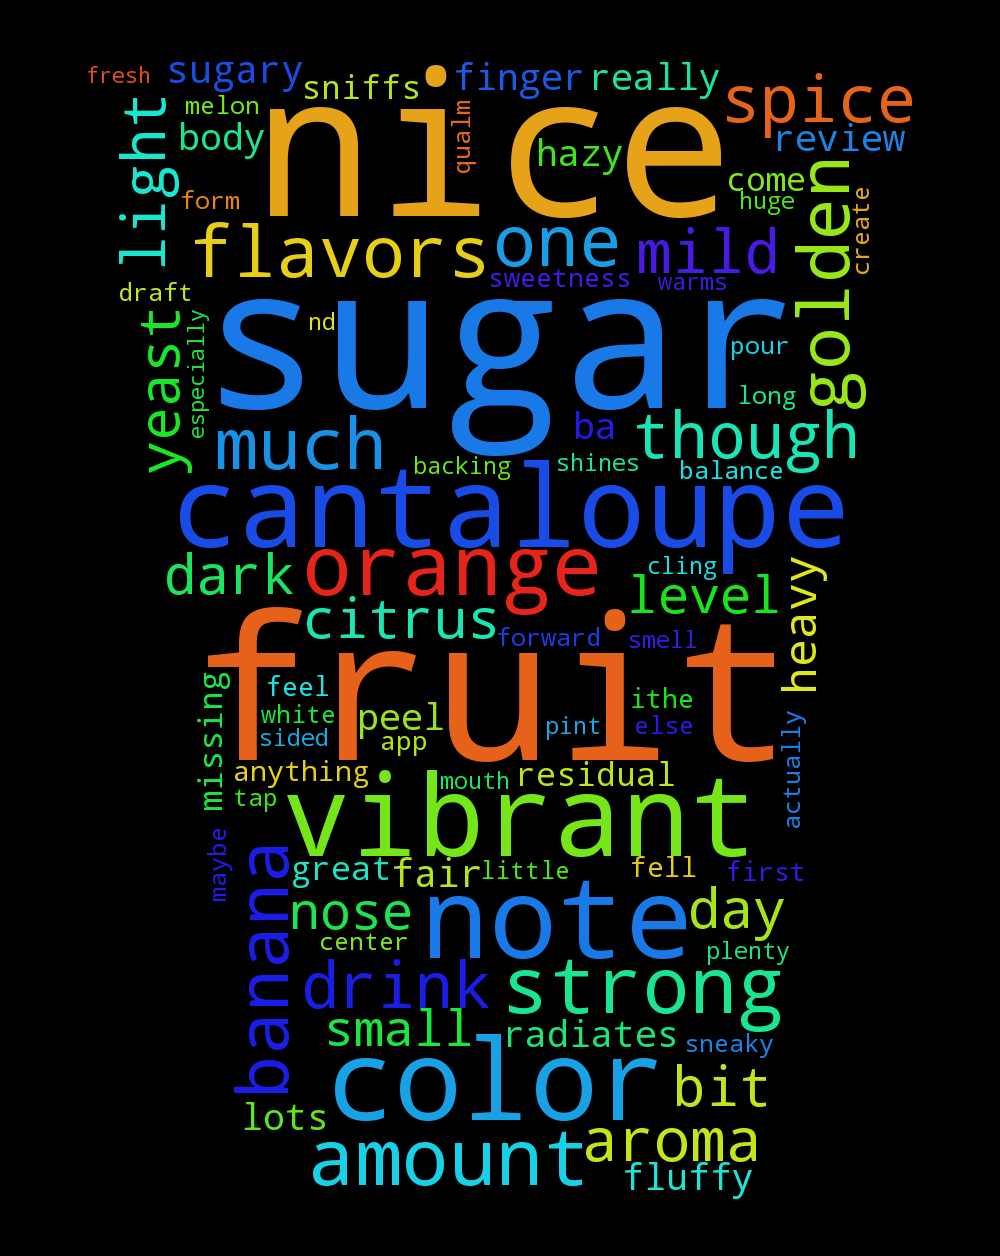 fresh
sugary
sniffs
nice
finger
really
spice
melon
body
qualm
hazy
review
light
form
come
huge
golden
create
flavors
one
mild
sweetness
warms
draft
yeast
especially
nd
sugar
pour
long
much
ba
though
backing
shines
balance
cantaloupe
dark
orange
cling
level
heavy
citrus
forward
smell
fruit
missing
feel
white
sided
peel
app
pint
ithe
else
actually
anything
tap
mouth
residual
vibrant
maybe
banana
great
fair
little
fell
first
nose
center
note
day
plenty
drink
strong
small
radiates
sneaky
color
bit
lots
amount
aroma
fluffy